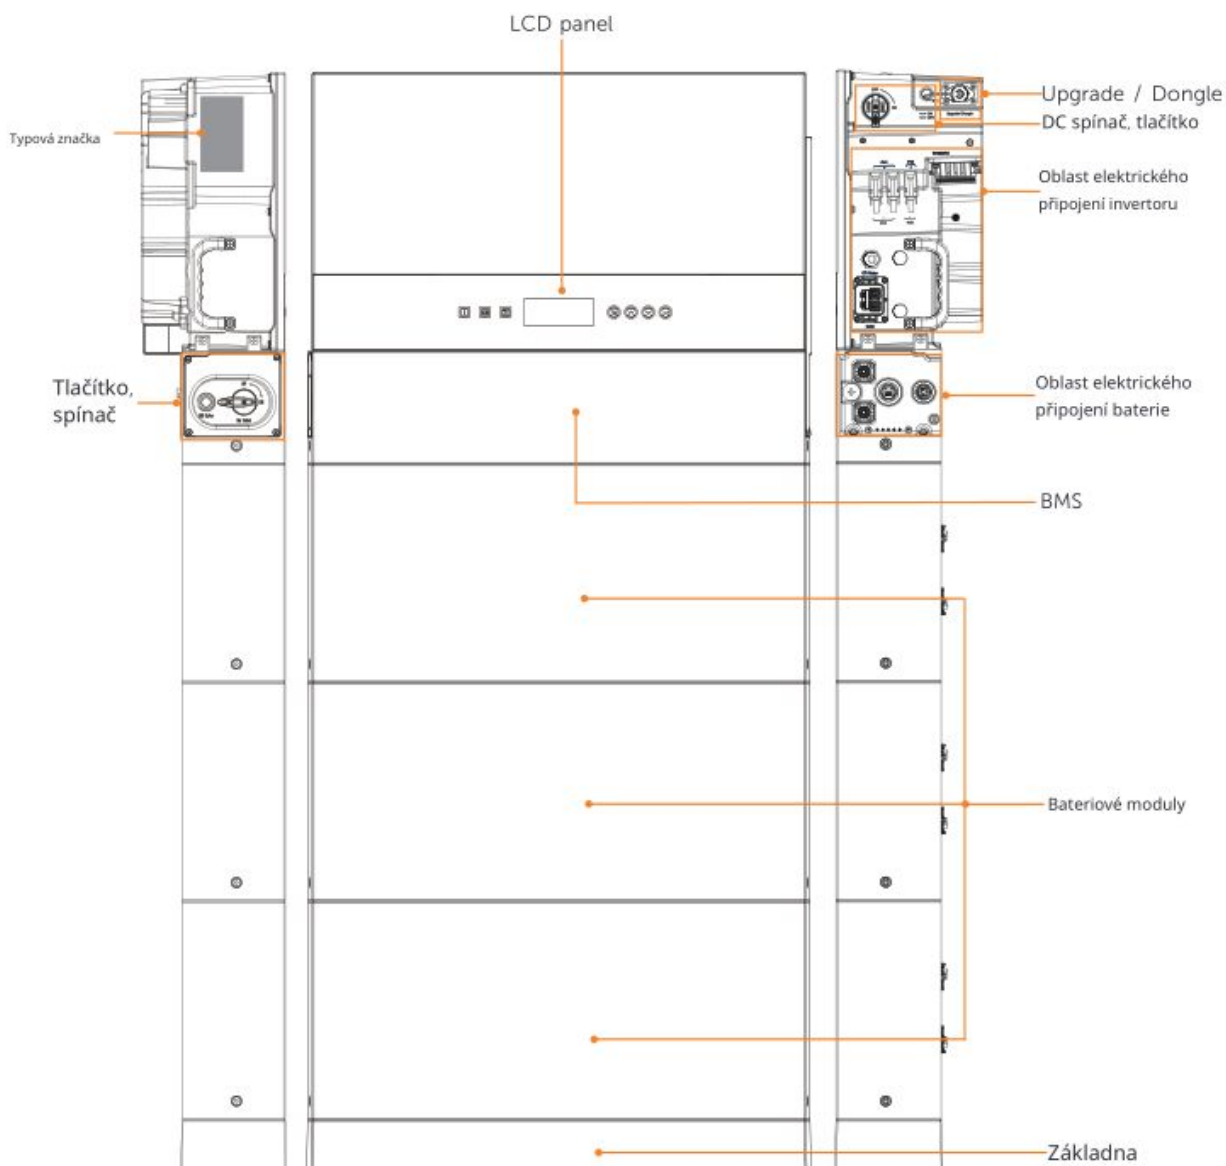 LCD panel
Typová značka
Upgrade / Dongle
DC spínač, tlačítko
Oblast elektrického
připojení invertoru
Tlačítko,
spínač
Oblast elektrického
připojení baterie
BMS
Bateriové moduly
Základna